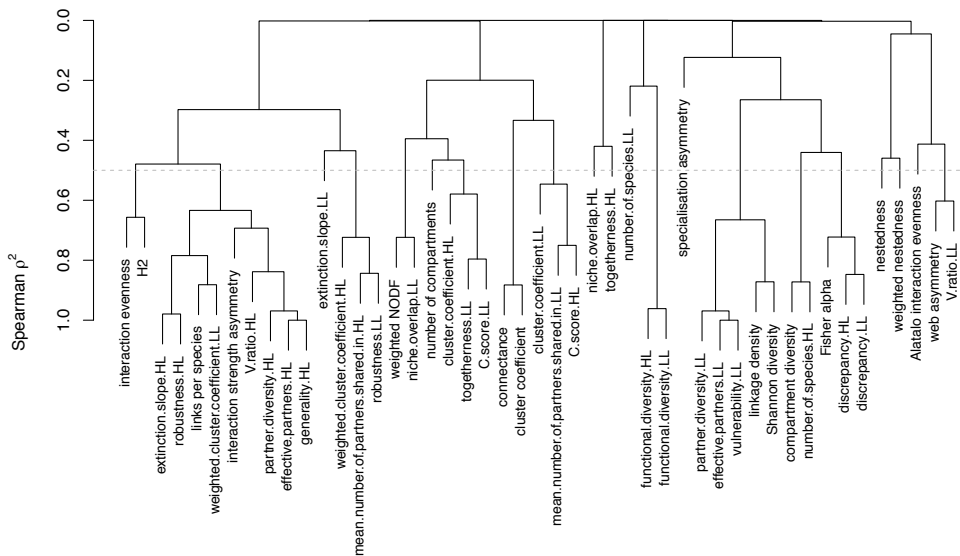 0.0
0.2
0.4
0.6
0.8
1.0
Spearman ρ²
interaction evenness
H2
extinction.slope.HL
robustness.HL
links per species
weighted.cluster.coefficient.LL
interaction strength asymmetry
V.ratio.HL
partner.diversity.HL
effective.partners.HL
generality.HL
extinction.slope.LL
weighted.cluster.coefficient.HL
mean.number.of.partners.shared.in.HL
robustness.LL
weighted NODF
niche.overlap.LL
number of compartments
cluster.coefficient.HL
togetherness.LL
C.score.LL
connectance
cluster coefficient
cluster.coefficient.LL
mean.number.of.partners.shared.in.LL
C.score.HL
niche.overlap.HL
togetherness.HL
number.of.species.LL
functional.diversity.HL
functional.diversity.LL
specialisation asymmetry
partner.diversity.LL
effective.partners.LL
vulnerability.LL
linkage density
Shannon diversity
compartment diversity
number.of.species.HL
Fisher alpha
discrepancy.HL
discrepancy.LL
nestedness
weighted nestedness
Alatalo interaction evenness
web asymmetry
V.ratio.LL